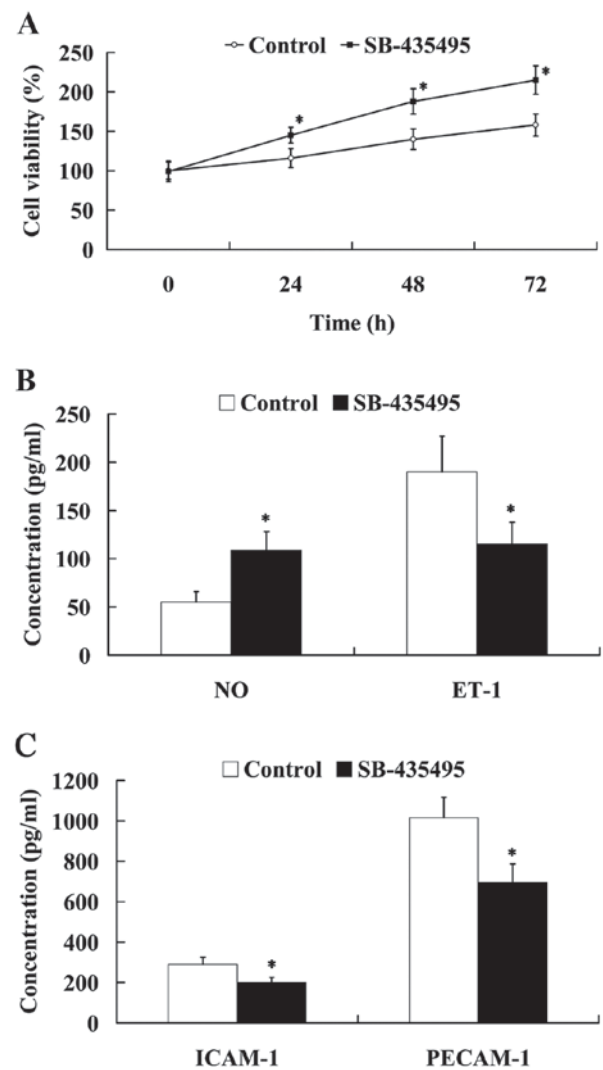 A
Control SB-435495
Cell viability (%)
250
200
150
100
50
0
* * *
0 24 48 72
Time (h)
B
Control SB-435495
Concentration (pg/ml)
250
200
150
100
50
0
* *
NO ET-1
C
Control SB-435495
Concentration (pg/ml)
1200
1000
800
600
400
200
0
* *
ICAM-1 PECAM-1